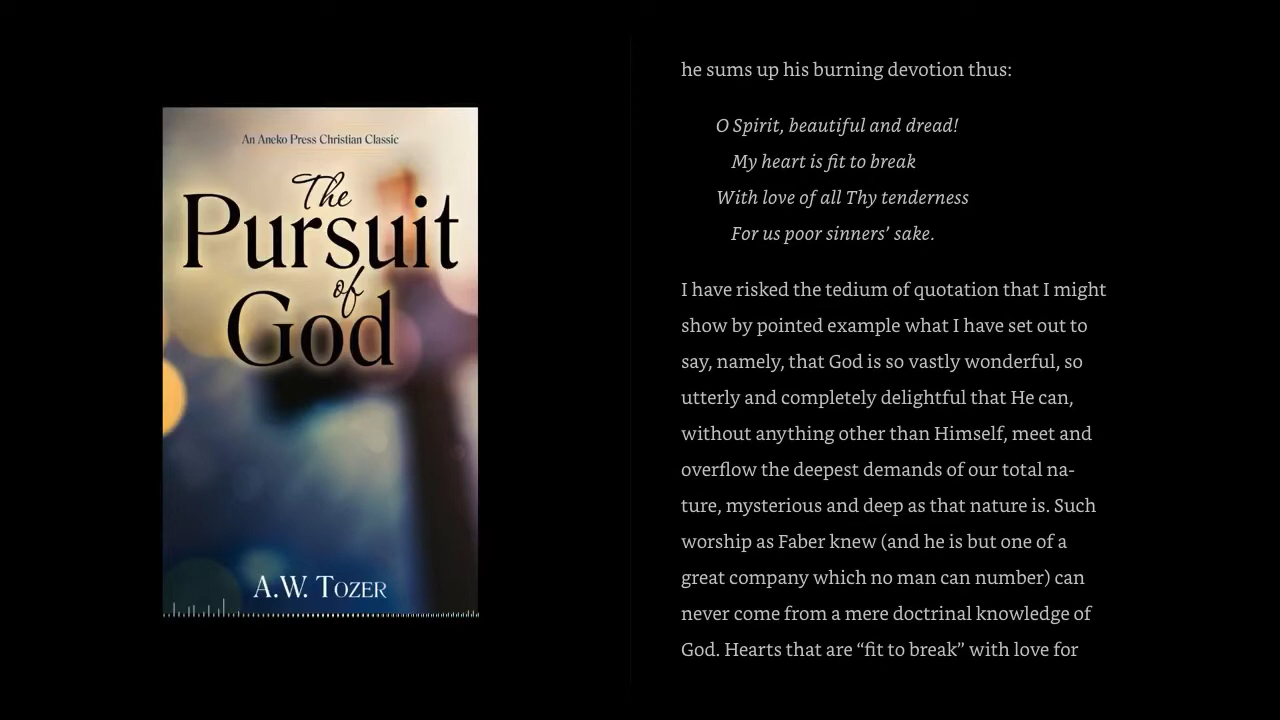 An Aneko Press Christian Classic
The
Pursuit
of
God
A.W. Tozer
he sums up his burning devotion thus:
O Spirit, beautiful and dread!
My heart is fit to break
With love of all Thy tenderness
For us poor sinners’ sake.
I have risked the tedium of quotation that I might
show by pointed example what I have set out to
say, namely, that God is so vastly wonderful, so
utterly and completely delightful that He can,
without anything other than Himself, meet and
overflow the deepest demands of our total na-
ture, mysterious and deep as that nature is. Such
worship as Faber knew (and he is but one of a
great company which no man can number) can
never come from a mere doctrinal knowledge of
God. Hearts that are “fit to break” with love for